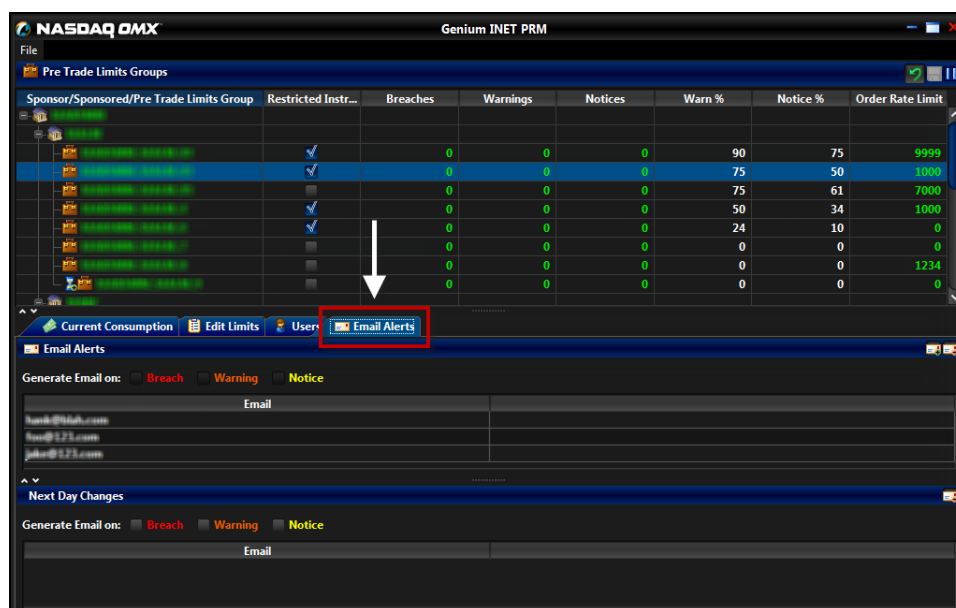 NASDAQ OMX Genium INET PRM
File
Pre Trade Limits Groups
Sponsor/Sponsored/Pre Trade Limits Group Restricted Instr... Breaches Warnings Notices Warn % Notice % Order Rate Limit
0 0 0 90 75 9999
0 0 0 75 50 1000
0 0 0 75 61 7000
0 0 0 50 34 1000
0 0 0 24 10 0
0 0 0 0 0 0
0 0 0 0 0 1234
0 0 0 0 0 0
Current Consumption Edit Limits Users Email Alerts
Email Alerts
Generate Email on: Breach Warning Notice
Email
Next Day Changes
Generate Email on: Breach Warning Notice
Email